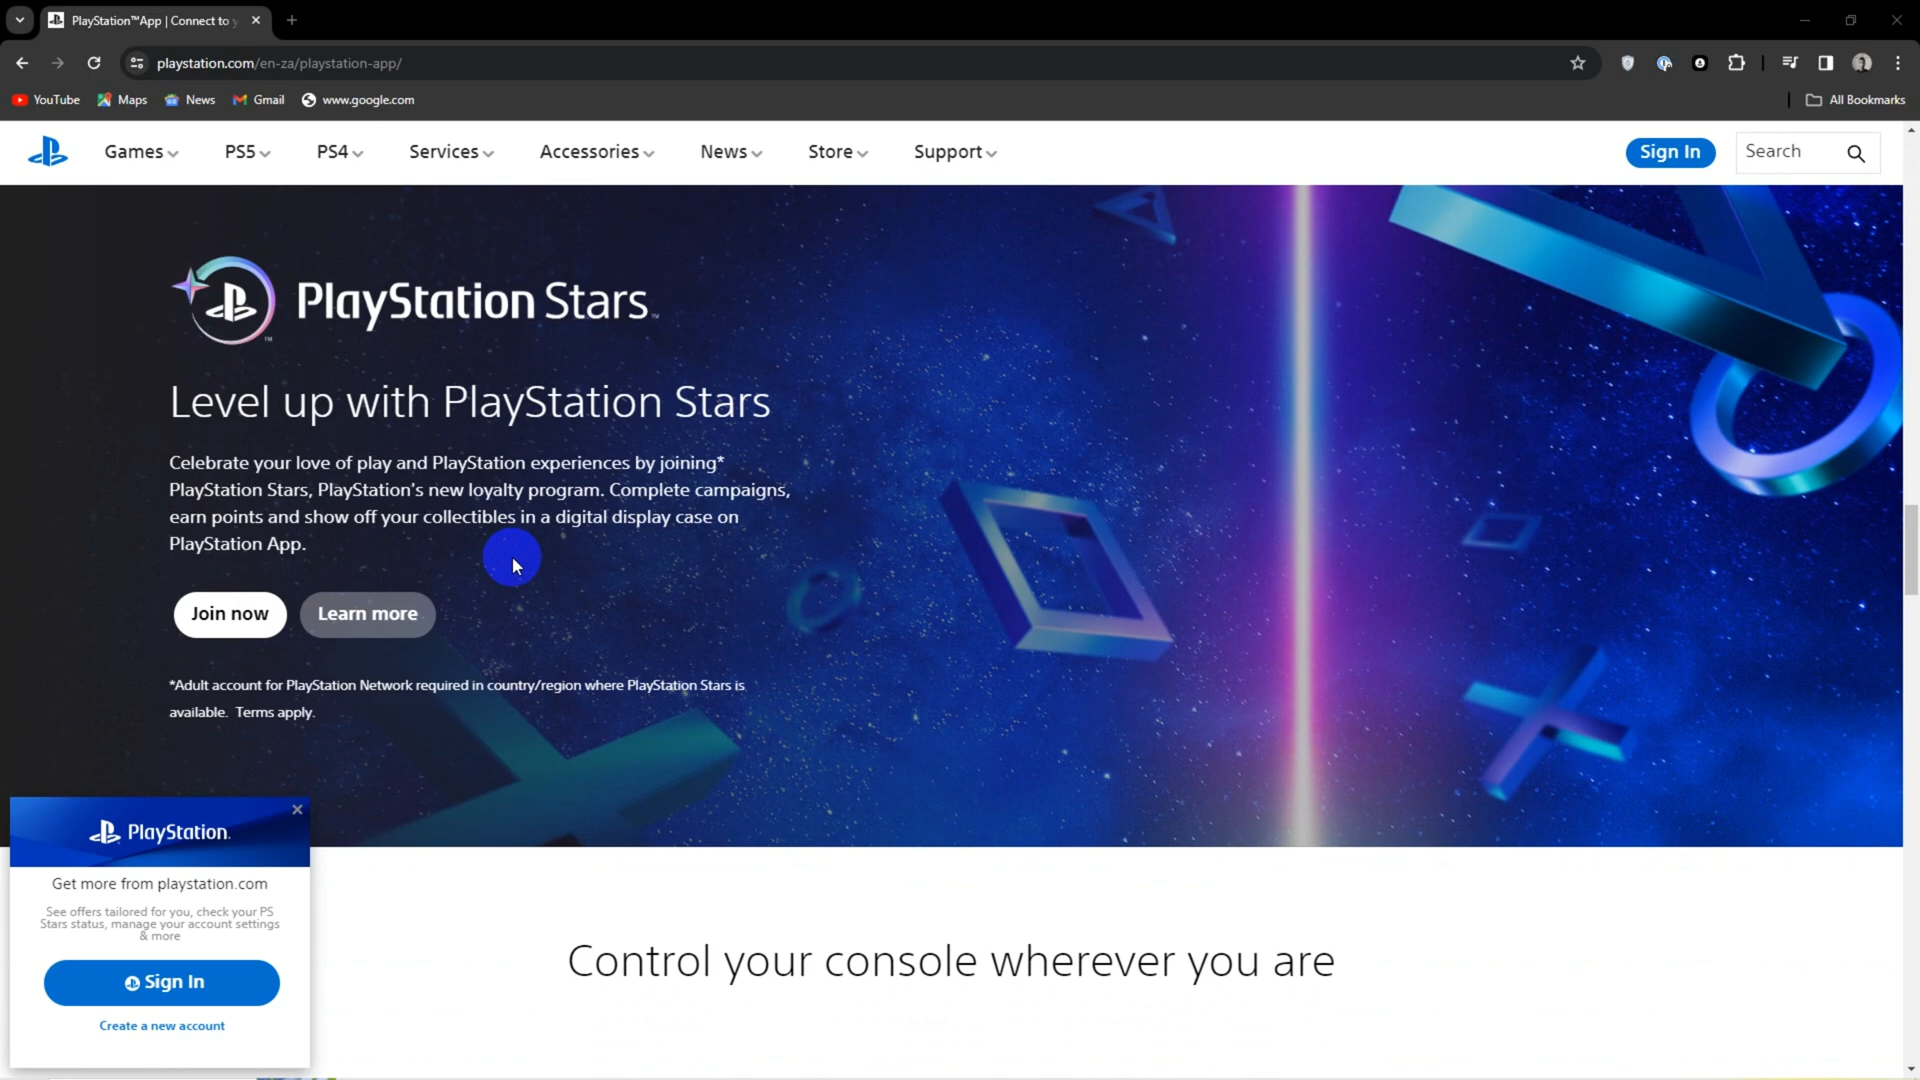 PlayStation™App | Connect to y
playstation.com/en-za/playstation-app/
YouTube Maps News Gmail www.google.com All Bookmarks
Games PS5 PS4 Services Accessories News Store Support Sign In Search
PlayStation Stars™
Level up with PlayStation Stars
Celebrate your love of play and PlayStation experiences by joining*
PlayStation Stars, PlayStation's new loyalty program. Complete campaigns,
earn points and show off your collectibles in a digital display case on
PlayStation App.
Join now Learn more
*Adult account for PlayStation Network required in country/region where PlayStation Stars is
available. Terms apply.
PlayStation.
Get more from playstation.com
See offers tailored for you, check your PS
Stars status, manage your account settings
& more
Sign In
Create a new account
Control your console wherever you are